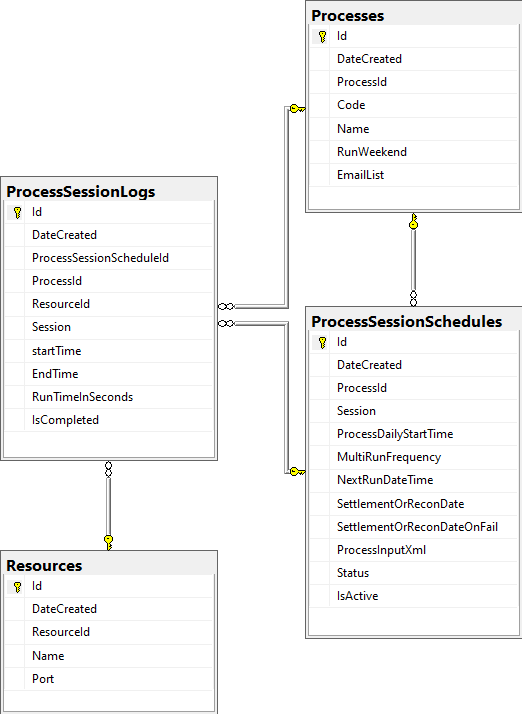 Processes
Id
DateCreated
ProcessId
Code
Name
RunWeekend
EmailList
ProcessSessionLogs
Id
DateCreated
ProcessSessionScheduleId
ProcessId
ResourceId
Session
startTime
EndTime
RunTimeInSeconds
IsCompleted
ProcessSessionSchedules
Id
DateCreated
ProcessId
Session
ProcessDailyStartTime
MultiRunFrequency
NextRunDateTime
SettlementOrReconDate
SettlementOrReconDateOnFail
ProcessInputXml
Status
IsActive
Resources
Id
DateCreated
ResourceId
Name
Port